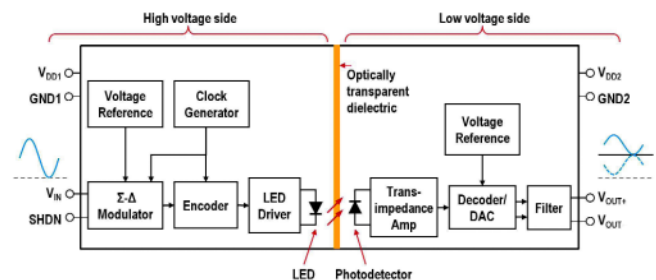 High voltage side
Low voltage side
VDD1
GND1
VIN
SHDN
Voltage
Reference
Clock
Generator
Σ-Δ
Modulator
Encoder
LED
Driver
LED
Optically
transparent
dielectric
Photodetector
Trans-
impedance
Amp
Voltage
Reference
Decoder/
DAC
Filter
VDD2
GND2
VOUT+
VOUT